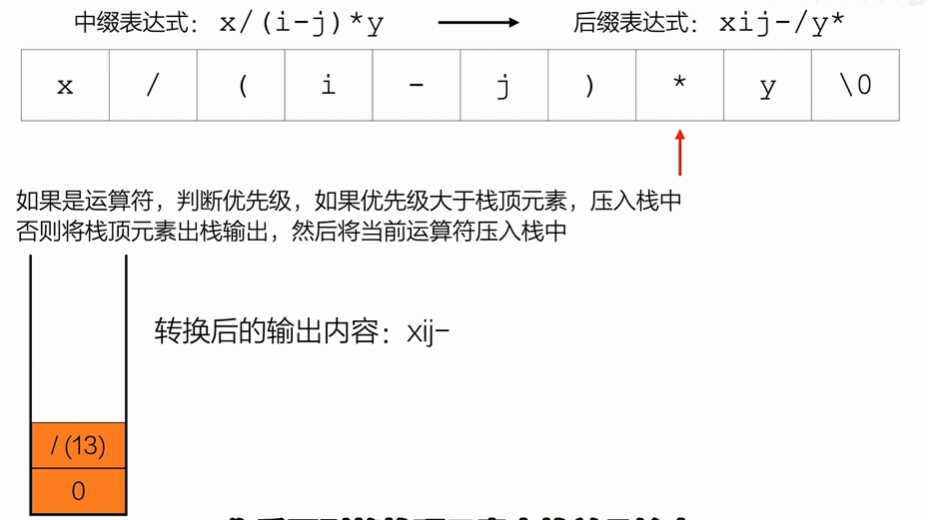 中缀表达式：x/(i-j)*y 后缀表达式：xij-/y*
x / ( i - j ) * y \0
如果是运算符，判断优先级，如果优先级大于栈顶元素，压入栈中
否则将栈顶元素出栈输出，然后将当前运算符压入栈中
转换后的输出内容：xij-
/ (13)
0